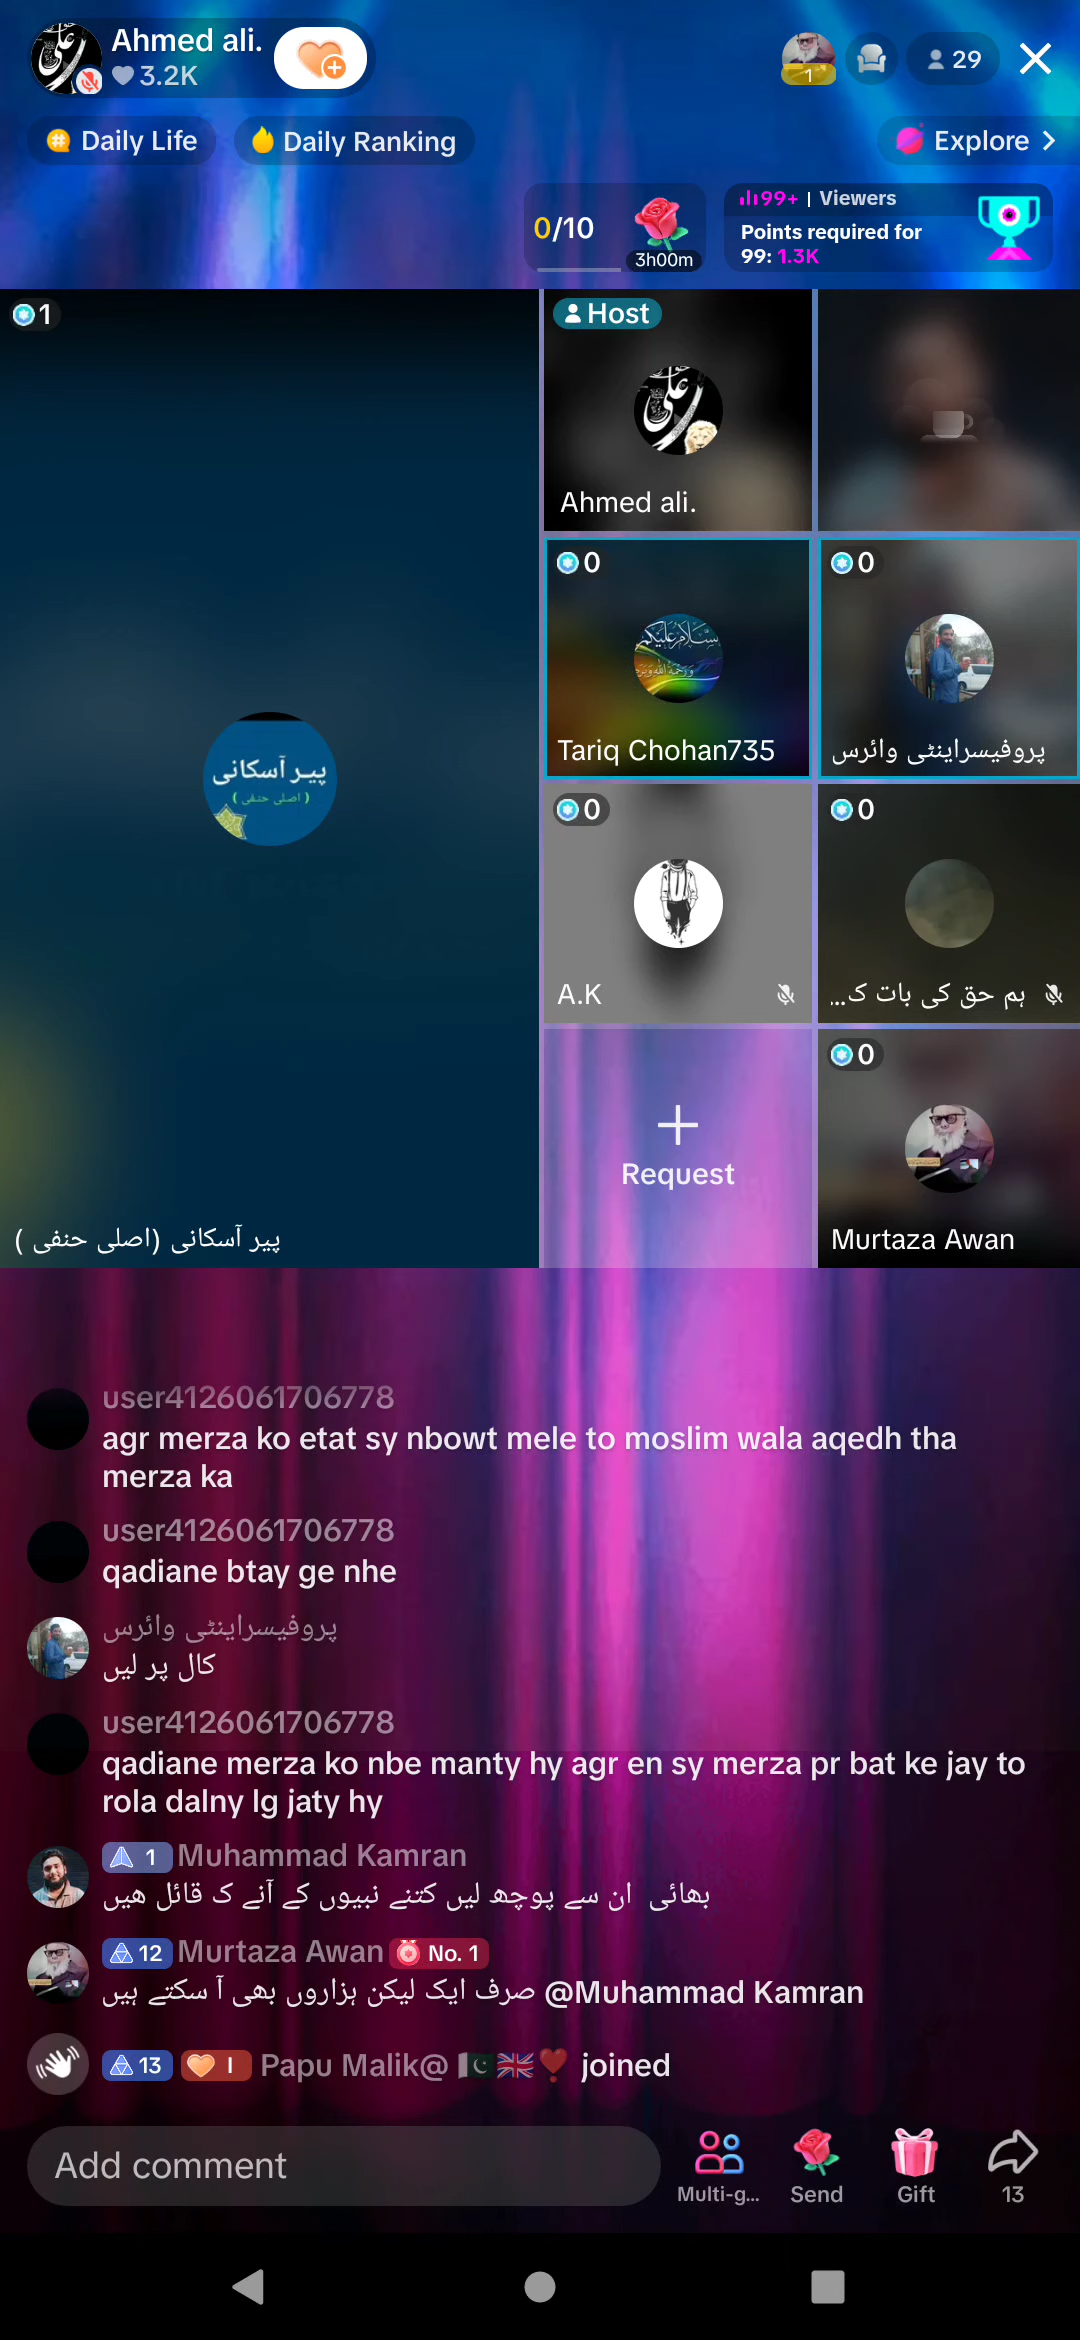 Ahmed ali.
3.2K
1
29
Daily Life
Daily Ranking
Explore
0/10
3h00m
99+ | Viewers
Points required for
99: 1.3K
1
Host
Ahmed ali.
پیر آسکانی
( اصلی حنفی )
پیر آسکانی (اصلی حنفی )
0
Tariq Chohan735
0
پروفیسراینٹی وائرس
0
A.K
0
ہم حق کی بات ک...
Request
0
Murtaza Awan
user4126061706778
agr merza ko etat sy nbowt mele to moslim wala aqedh tha
merza ka
user4126061706778
qadiane btay ge nhe
پروفیسراینٹی وائرس
کال پر لیں
user4126061706778
qadiane merza ko nbe manty hy agr en sy merza pr bat ke jay to
rola dalny lg jaty hy
1 Muhammad Kamran
بھائی ان سے پوچھ لیں کتنے نبیوں کے آنے ک قائل ھیں
12 Murtaza Awan No. 1
@Muhammad Kamran صرف ایک لیکن ہزاروں بھی آ سکتے ہیں
13 I Papu Malik@ 🇵🇰🇬🇧❣️ joined
Add comment
Multi-g...
Send
Gift
13